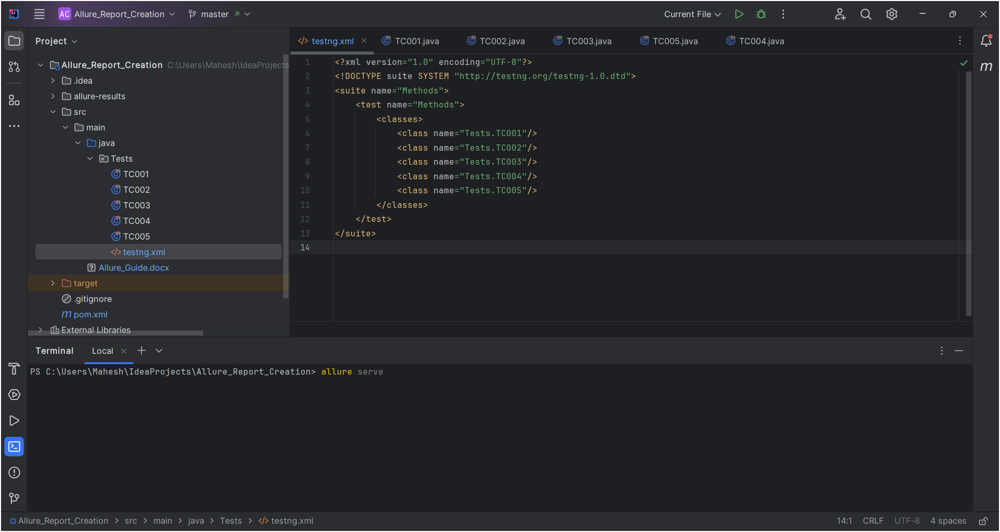 AC Allure_Report_Creation master Current File
Project
testng.xml TC001.java TC002.java TC003.java TC005.java TC004.java
Allure_Report_Creation C:\Users\Mahesh\IdeaProjects
.idea
allure-results
src
main
java
Tests
TC001
TC002
TC003
TC004
TC005
</> testng.xml
Allure_Guide.docx
target
.gitignore
m pom.xml
External Libraries
1 <?xml version="1.0" encoding="UTF-8"?>
2 <!DOCTYPE suite SYSTEM "http://testng.org/testng-1.0.dtd">
3 <suite name="Methods">
4 <test name="Methods">
5 <classes>
6 <class name="Tests.TC001"/>
7 <class name="Tests.TC002"/>
8 <class name="Tests.TC003"/>
9 <class name="Tests.TC004"/>
10 <class name="Tests.TC005"/>
11 </classes>
12 </test>
13 </suite>
14
m
Terminal Local
PS C:\Users\Mahesh\IdeaProjects\Allure_Report_Creation> allure serve
Allure_Report_Creation > src > main > java > Tests > </> testng.xml 14:1 CRLF UTF-8 4 spaces